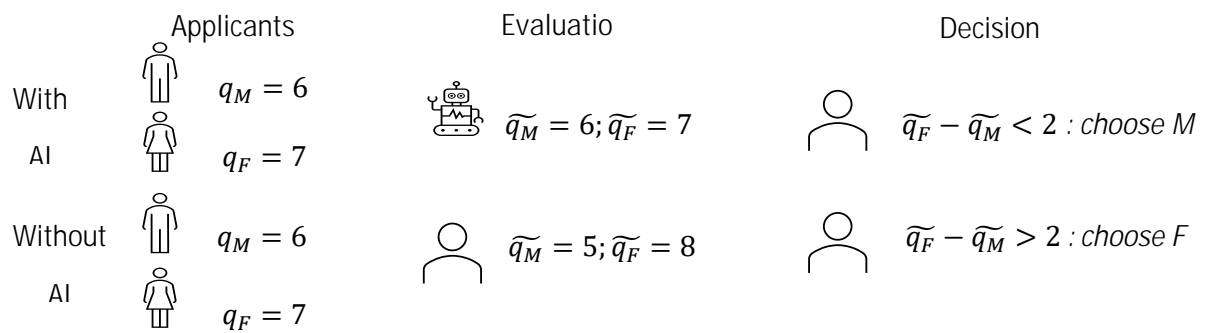 Applicants Evaluatio Decision
With AI
q_M = 6
q_F = 7
q̃_M = 6; q̃_F = 7
q̃_F − q̃_M < 2 : choose M
Without AI
q_M = 6
q_F = 7
q̃_M = 5; q̃_F = 8
q̃_F − q̃_M > 2 : choose F